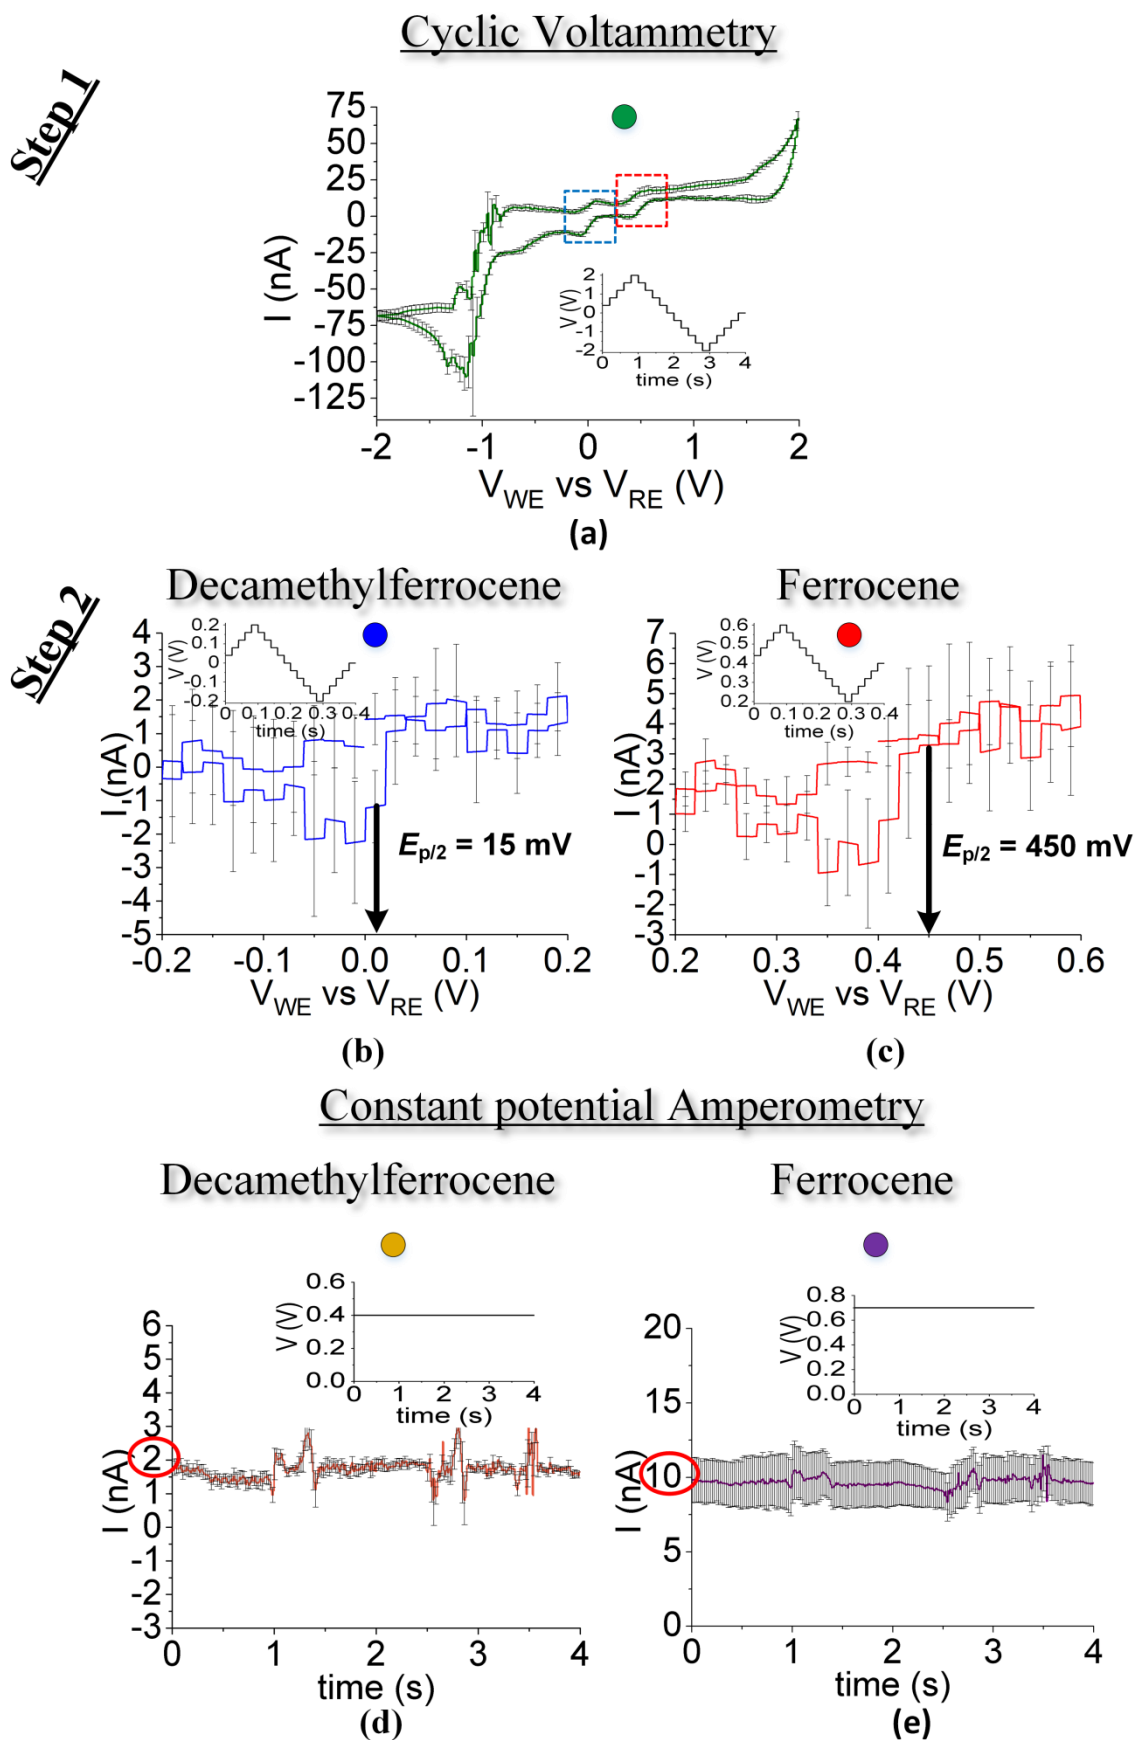 Cyclic Voltammetry
Step 1
75
50
25
0
-25
-50
-75
-100
-125
I (nA)
-2 -1 0 1 2
V_WE vs V_RE (V)
2
1
0
-1
-2
V (V)
0 1 2 3 4
time (s)
(a)
Step 2
Decamethylferrocene
4
3
2
1
0
-1
-2
-3
-4
-5
I (nA)
-0.2 -0.1 0.0 0.1 0.2
V_WE vs V_RE (V)
0.2
0.1
0
-0.1
-0.2
V (V)
0 0.1 0.2 0.3 0.4
time (s)
E_p/2 = 15 mV
(b)
Ferrocene
7
6
5
4
3
2
1
0
-1
-2
-3
I (nA)
0.2 0.3 0.4 0.5 0.6
V_WE vs V_RE (V)
0.6
0.5
0.4
0.3
0.2
V (V)
0 0.1 0.2 0.3 0.4
time (s)
E_p/2 = 450 mV
(c)
Constant potential Amperometry
Decamethylferrocene
6
5
4
3
2
1
0
-1
-2
-3
I (nA)
0 1 2 3 4
time (s)
0.6
0.4
0.2
0.0
V (V)
0 1 2 3 4
time (s)
(d)
Ferrocene
20
15
10
5
0
I (nA)
0 1 2 3 4
time (s)
0.8
0.6
0.4
0.2
0.0
V (V)
0 1 2 3 4
time (s)
(e)